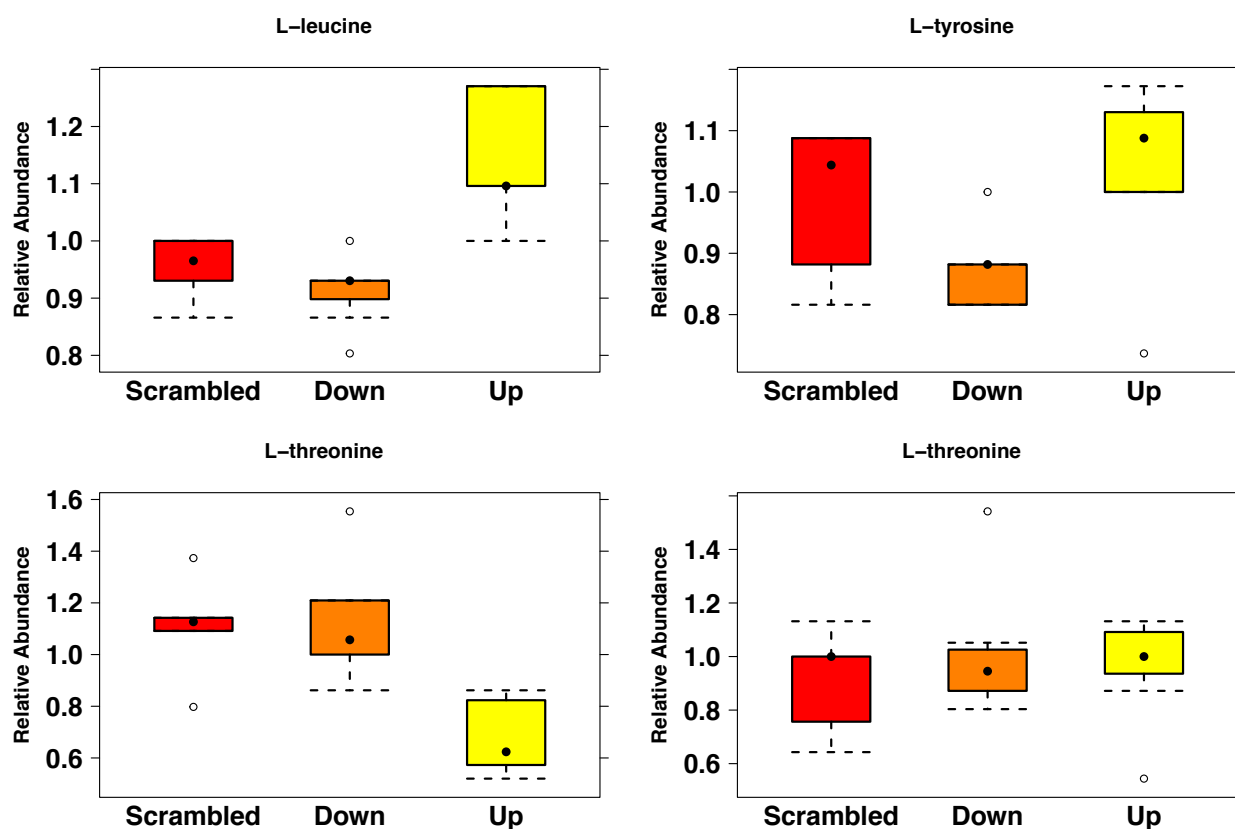 L−leucine
Relative Abundance
1.2
1.1
1.0
0.9
0.8
Scrambled Down Up
L−tyrosine
Relative Abundance
1.1
1.0
0.9
0.8
Scrambled Down Up
L−threonine
Relative Abundance
1.6
1.4
1.2
1.0
0.8
0.6
Scrambled Down Up
L−threonine
Relative Abundance
1.4
1.2
1.0
0.8
0.6
Scrambled Down Up